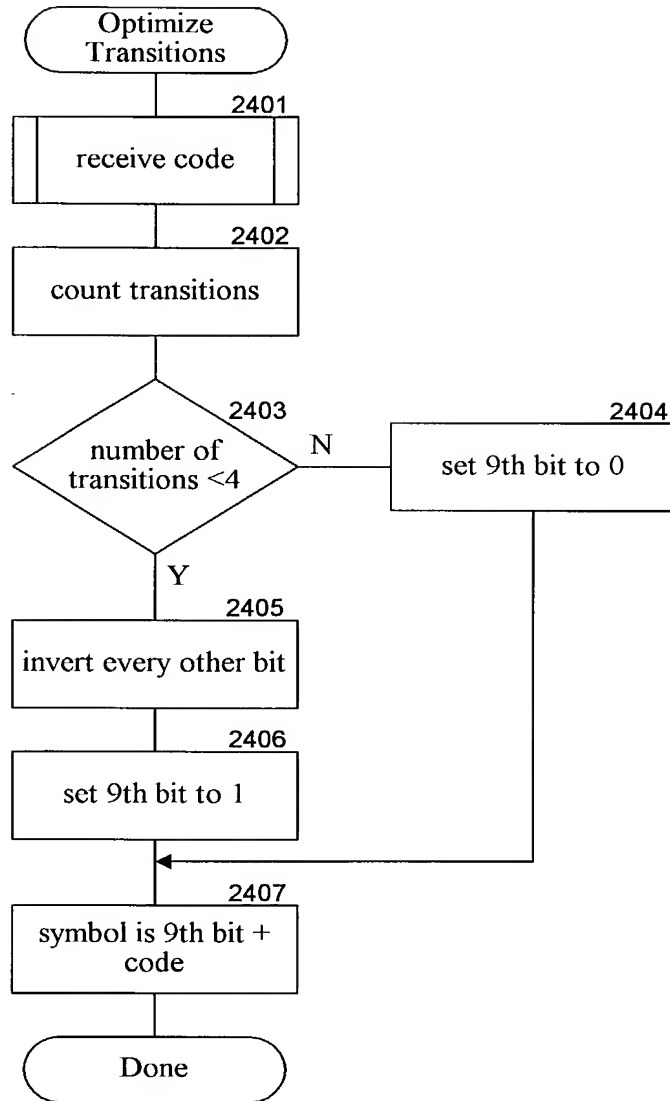 Optimize
Transitions
2401
receive code
2402
count transitions
2403
number of
transitions <4
N
2404
set 9th bit to 0
Y
2405
invert every other bit
2406
set 9th bit to 1
2407
symbol is 9th bit +
code
Done